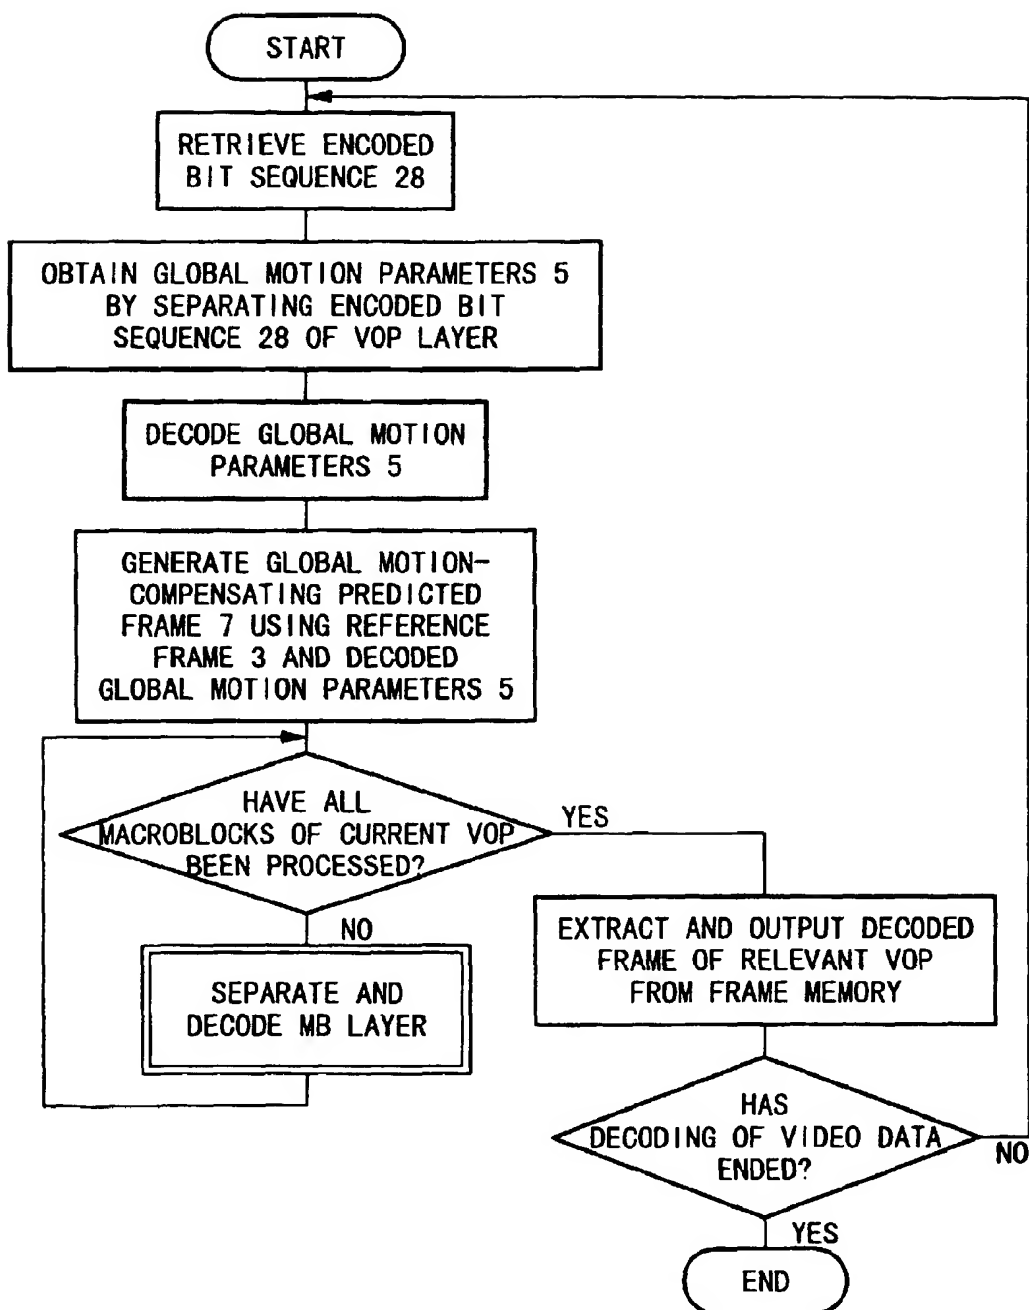 START
RETRIEVE ENCODED
BIT SEQUENCE 28
OBTAIN GLOBAL MOTION PARAMETERS 5
BY SEPARATING ENCODED BIT
SEQUENCE 28 OF VOP LAYER
DECODE GLOBAL MOTION
PARAMETERS 5
GENERATE GLOBAL MOTION-
COMPENSATING PREDICTED
FRAME 7 USING REFERENCE
FRAME 3 AND DECODED
GLOBAL MOTION PARAMETERS 5
HAVE ALL
MACROBLOCKS OF CURRENT VOP
BEEN PROCESSED?
YES
NO
SEPARATE AND
DECODE MB LAYER
EXTRACT AND OUTPUT DECODED
FRAME OF RELEVANT VOP
FROM FRAME MEMORY
HAS
DECODING OF VIDEO DATA
ENDED?
NO
YES
END